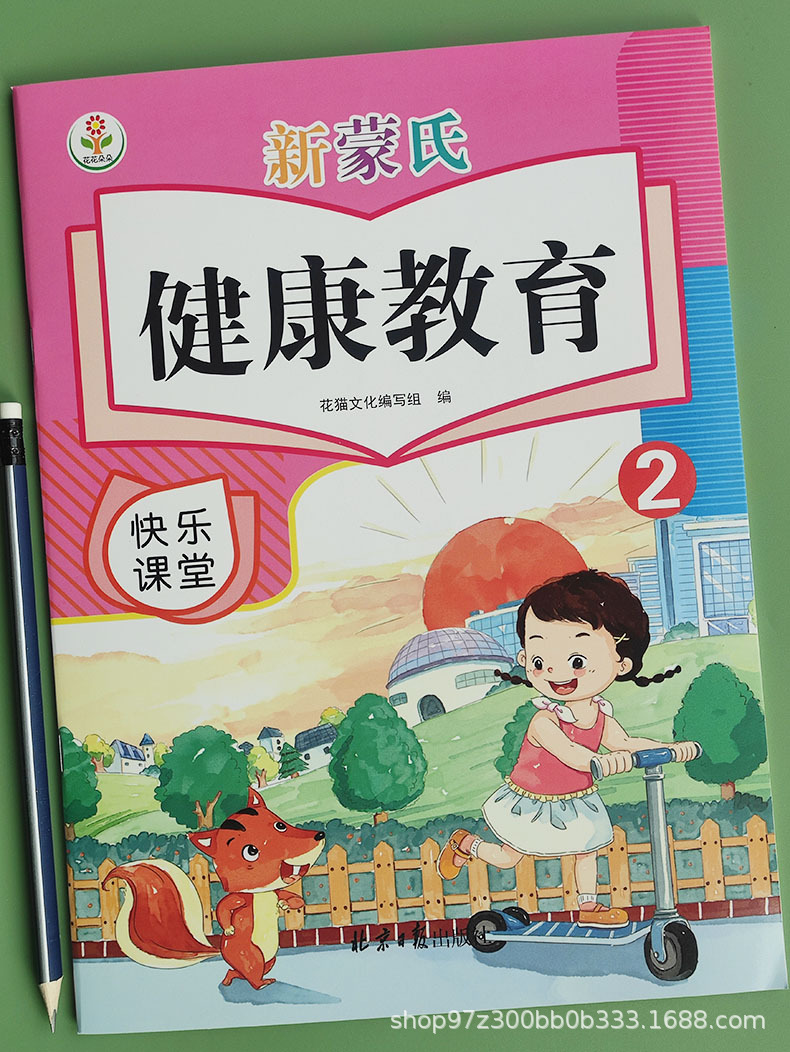 花花朵朵
新蒙氏
健康教育
花猫文化编写组 编
2
快乐
课堂
北京日报出版社
shop97z300bb0b333.1688.com